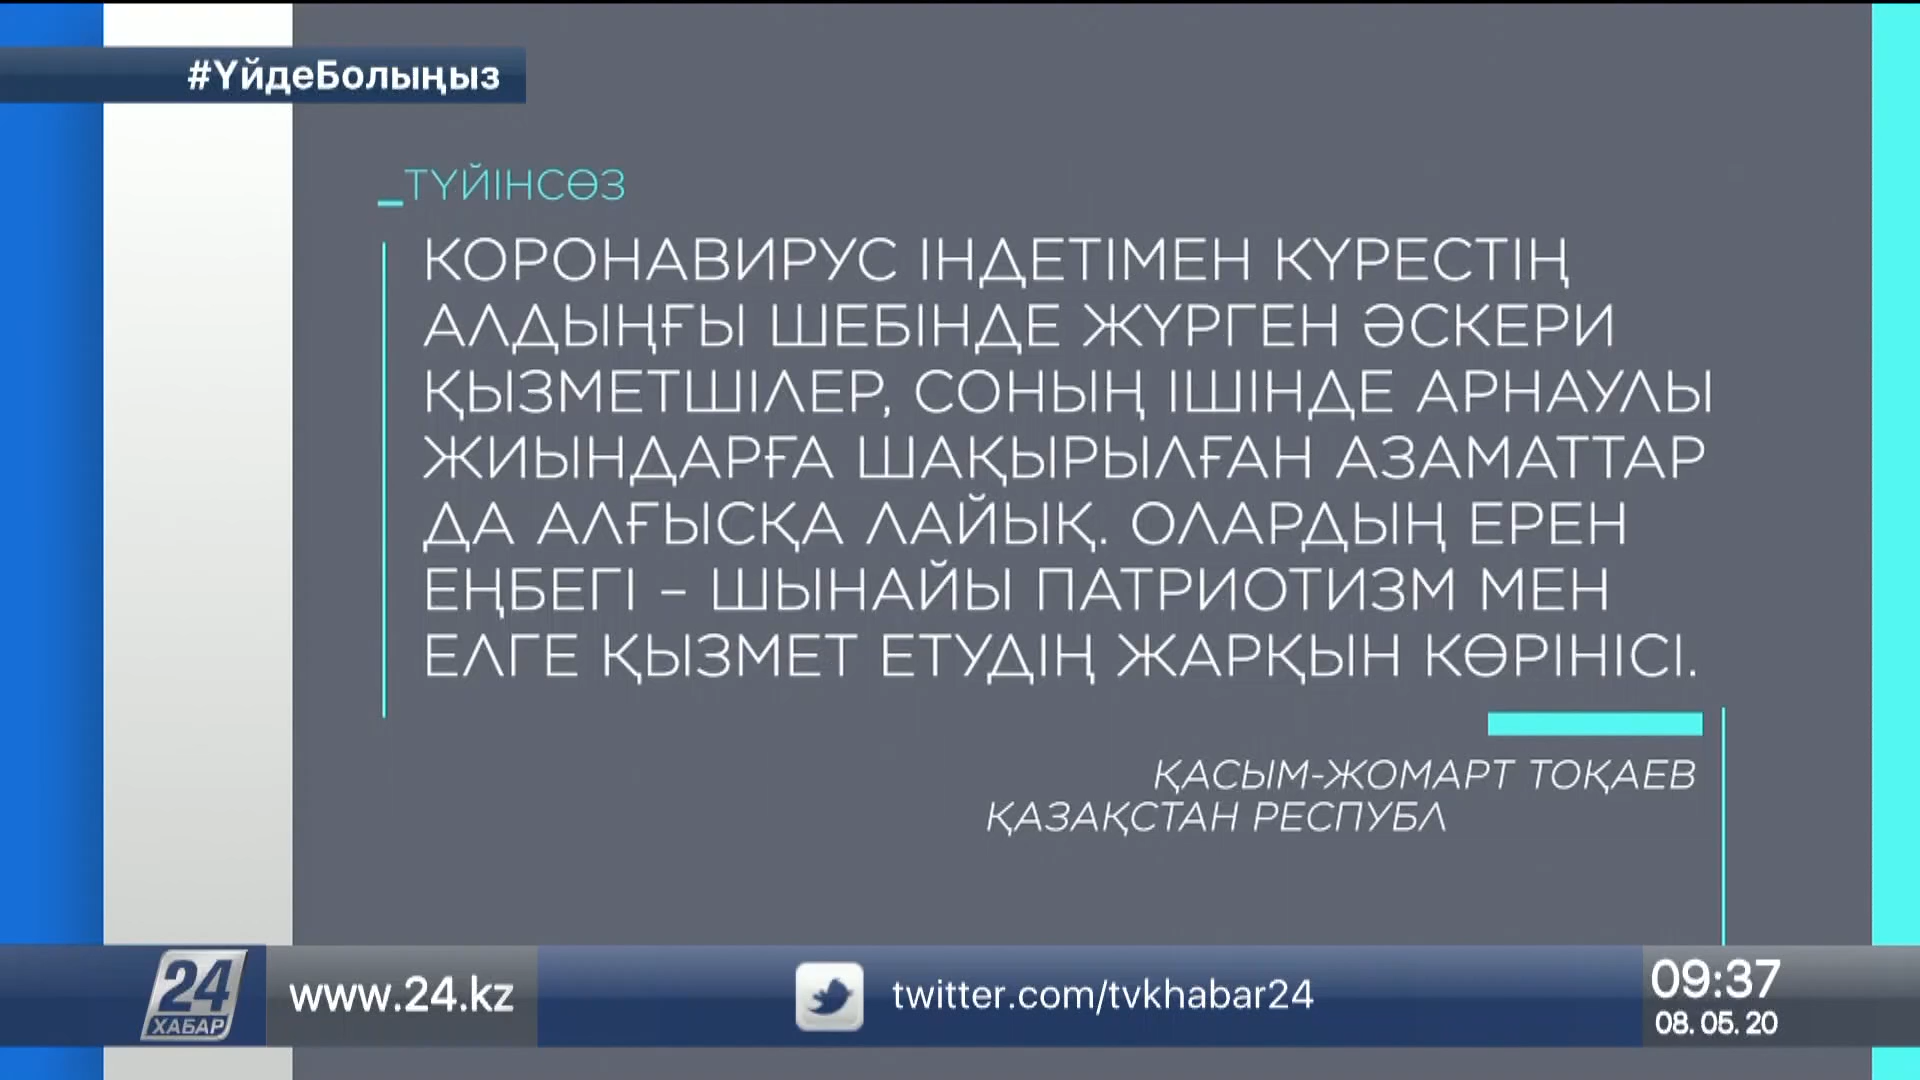 #ҮйдеБолыңыз
_ТҮЙІНСӨЗ
КОРОНАВИРУС ІНДЕТІМЕН КҮРЕСТІҢ
АЛДЫҢҒЫ ШЕБІНДЕ ЖҮРГЕН ӘСКЕРИ
ҚЫЗМЕТШІЛЕР, СОНЫҢ ІШІНДЕ АРНАУЛЫ
ЖИЫНДАРҒА ШАҚЫРЫЛҒАН АЗАМАТТАР
ДА АЛҒЫСҚА ЛАЙЫҚ. ОЛАРДЫҢ ЕРЕН
ЕҢБЕГІ – ШЫНАЙЫ ПАТРИОТИЗМ МЕН
ЕЛГЕ ҚЫЗМЕТ ЕТУДІҢ ЖАРҚЫН КӨРІНІСІ.
ҚАСЫМ-ЖОМАРТ ТОҚАЕВ
ҚАЗАҚСТАН РЕСПУБЛ
24
ХАБАР
www.24.kz
twitter.com/tvkhabar24
09:37
08.05.20